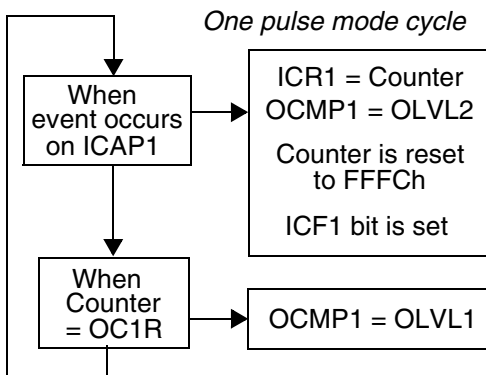 One pulse mode cycle
When
event occurs
on ICAP1
ICR1 = Counter
OCMP1 = OLVL2
Counter is reset
to FFFCh
ICF1 bit is set
When
Counter
= OC1R
OCMP1 = OLVL1